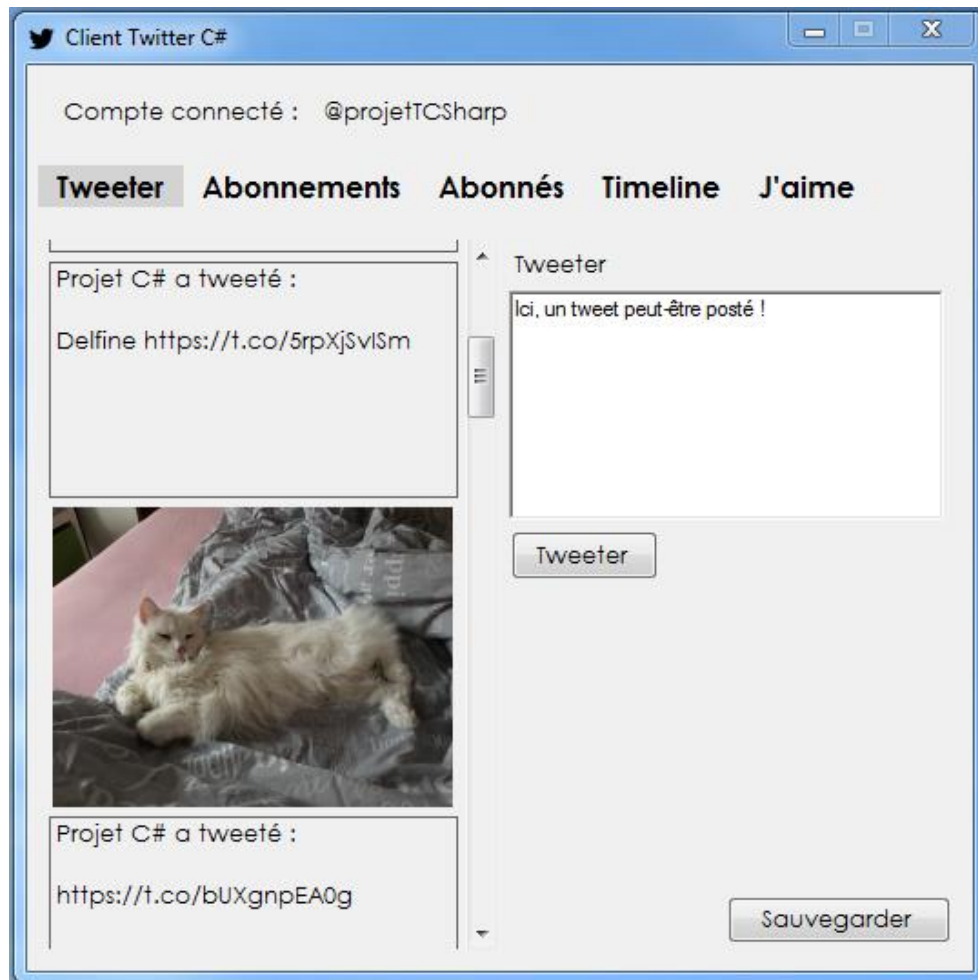 Client Twitter C#
Compte connecté : @projetTCSharp
Tweeter Abonnements Abonnés Timeline J'aime
Projet C# a tweeté :
Delfine https://t.co/5rpXjSvlSm
Projet C# a tweeté :
https://t.co/bUXgnpEA0g
Tweeter
Ici, un tweet peut-être posté !
Tweeter
Sauvegarder